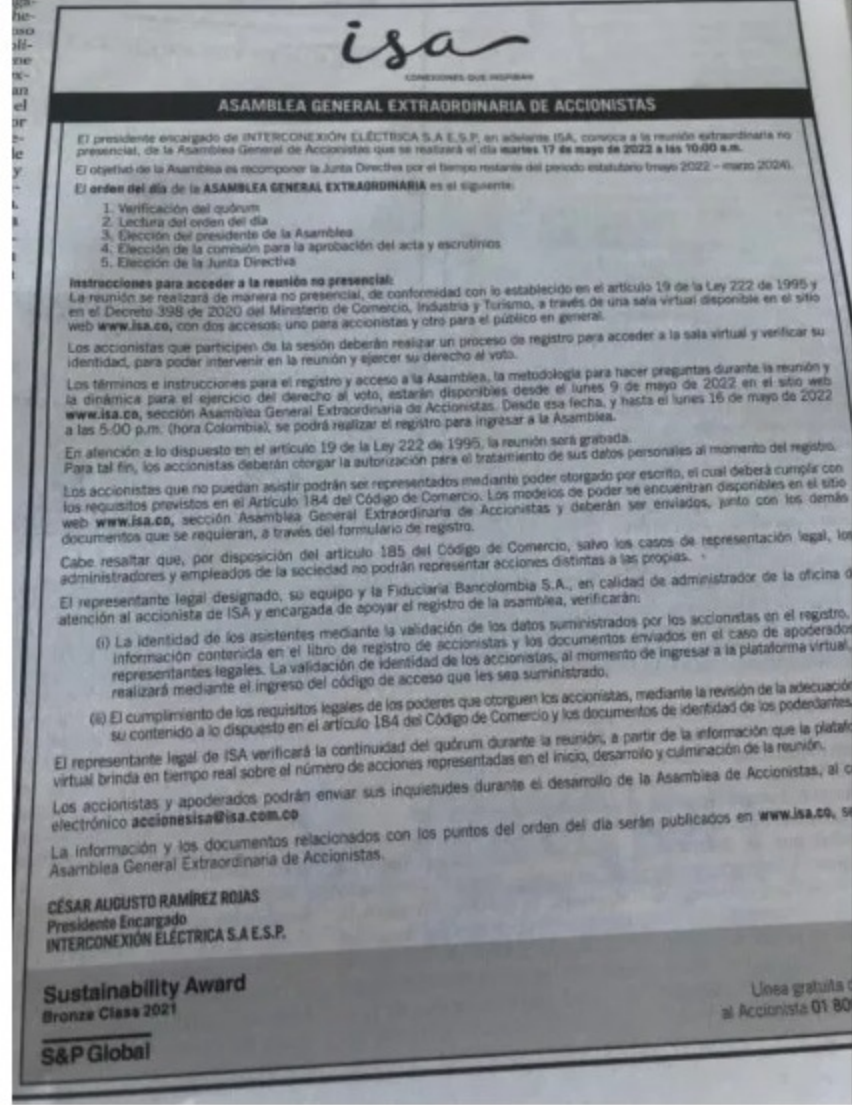 isa
CONEXIONES QUE INSPIRAN
ASAMBLEA GENERAL EXTRAORDINARIA DE ACCIONISTAS
El presidente encargado de INTERCONEXIÓN ELÉCTRICA S.A E.S.P, en adelante ISA, convoca a la reunión extraordinaria no
presencial, de la Asamblea General de Accionistas que se realizará el día martes 17 de mayo de 2022 a las 10:00 a.m.
El objetivo de la Asamblea es recomponer la Junta Directiva por el tiempo restante del periodo estatutario (mayo 2022 – marzo 2024).
El orden del día de la ASAMBLEA GENERAL EXTRAORDINARIA es el siguiente:
1. Verificación del quórum
2. Lectura del orden del día
3. Elección del presidente de la Asamblea
4. Elección de la comisión para la aprobación del acta y escrutinios
5. Elección de la Junta Directiva
Instrucciones para acceder a la reunión no presencial:
La reunión se realizará de manera no presencial, de conformidad con lo establecido en el artículo 19 de la Ley 222 de 1995 y
en el Decreto 398 de 2020 del Ministerio de Comercio, Industria y Turismo, a través de una sala virtual disponible en el sitio
web www.isa.co, con dos accesos: uno para accionistas y otro para el público en general.
Los accionistas que participen de la sesión deberán realizar un proceso de registro para acceder a la sala virtual y verificar su
identidad, para poder intervenir en la reunión y ejercer su derecho al voto.
Los términos e instrucciones para el registro y acceso a la Asamblea, la metodología para hacer preguntas durante la reunión y
la dinámica para el ejercicio del derecho al voto, estarán disponibles desde el lunes 9 de mayo de 2022 en el sitio web
www.isa.co, sección Asamblea General Extraordinaria de Accionistas. Desde esa fecha, y hasta el lunes 16 de mayo de 2022
a las 5:00 p.m. (hora Colombia), se podrá realizar el registro para ingresar a la Asamblea.
En atención a lo dispuesto en el artículo 19 de la Ley 222 de 1995, la reunión será grabada.
Para tal fin, los accionistas deberán otorgar la autorización para el tratamiento de sus datos personales al momento del registro.
Los accionistas que no puedan asistir podrán ser representados mediante poder otorgado por escrito, el cual deberá cumplir con
los requisitos previstos en el Artículo 184 del Código de Comercio. Los modelos de poder se encuentran disponibles en el sitio
web www.isa.co, sección Asamblea General Extraordinaria de Accionistas y deberán ser enviados, junto con los demás
documentos que se requieran, a través del formulario de registro.
Cabe resaltar que, por disposición del artículo 185 del Código de Comercio, salvo los casos de representación legal, los
administradores y empleados de la sociedad no podrán representar acciones distintas a las propias.
El representante legal designado, su equipo y la Fiduciaria Bancolombia S.A., en calidad de administrador de la oficina d
atención al accionista de ISA y encargada de apoyar el registro de la asamblea, verificarán:
(i) La identidad de los asistentes mediante la validación de los datos suministrados por los accionistas en el registro,
información contenida en el libro de registro de accionistas y los documentos enviados en el caso de apoderado
representantes legales. La validación de identidad de los accionistas, al momento de ingresar a la plataforma virtual,
realizará mediante el ingreso del código de acceso que les sea suministrado.
(ii) El cumplimiento de los requisitos legales de los poderes que otorguen los accionistas, mediante la revisión de la adecuación
su contenido a lo dispuesto en el artículo 184 del Código de Comercio y los documentos de identidad de los poderdantes
El representante legal de ISA verificará la continuidad del quórum durante la reunión, a partir de la información que la platafo
virtual brinda en tiempo real sobre el número de acciones representadas en el inicio, desarrollo y culminación de la reunión.
Los accionistas y apoderados podrán enviar sus inquietudes durante el desarrollo de la Asamblea de Accionistas, al c
electrónico accionesisa@isa.com.co
La información y los documentos relacionados con los puntos del orden del día serán publicados en www.isa.co, se
Asamblea General Extraordinaria de Accionistas.
CÉSAR AUGUSTO RAMÍREZ ROJAS
Presidente Encargado
INTERCONEXIÓN ELÉCTRICA S.A E.S.P.
Sustainability Award
Bronze Class 2021
S&P Global
Línea gratuita d
al Accionista 01 80